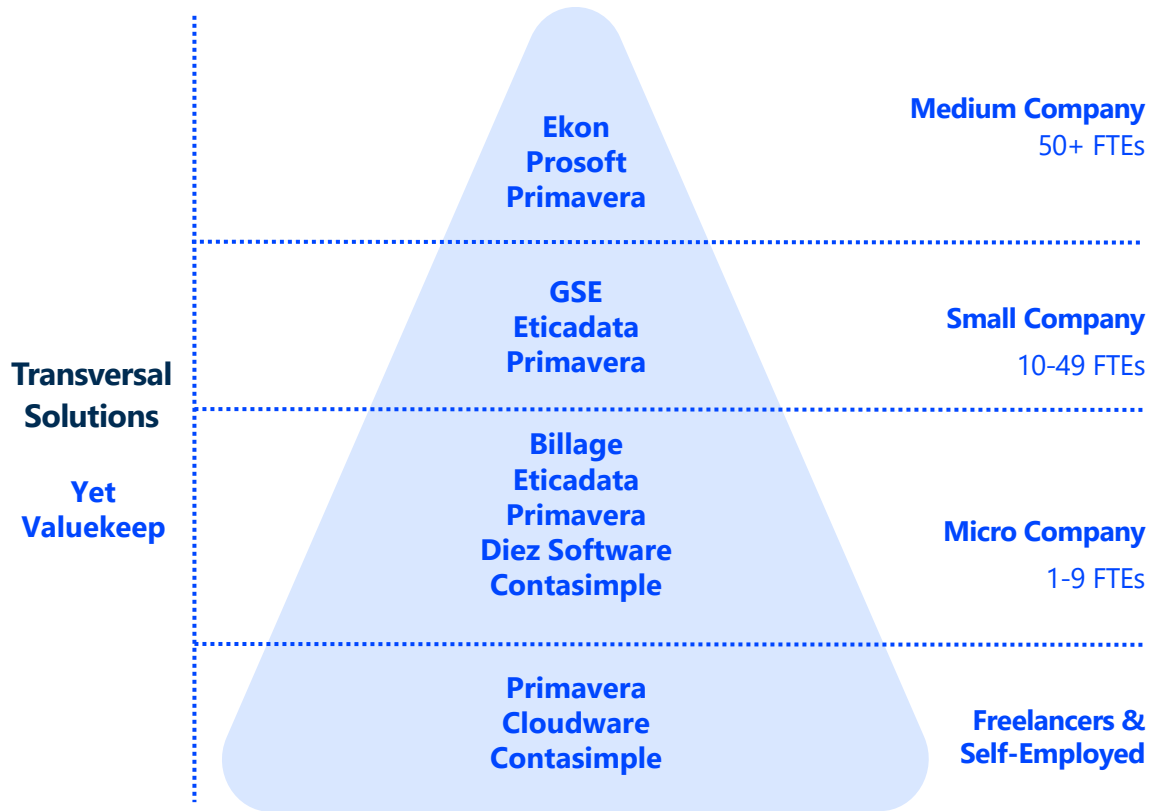 Transversal
Solutions
Yet
Valuekeep
Ekon
Prosoft
Primavera
Medium Company
50+ FTEs
GSE
Eticadata
Primavera
Small Company
10-49 FTEs
Billage
Eticadata
Primavera
Diez Software
Contasimple
Micro Company
1-9 FTEs
Primavera
Cloudware
Contasimple
Freelancers &
Self-Employed